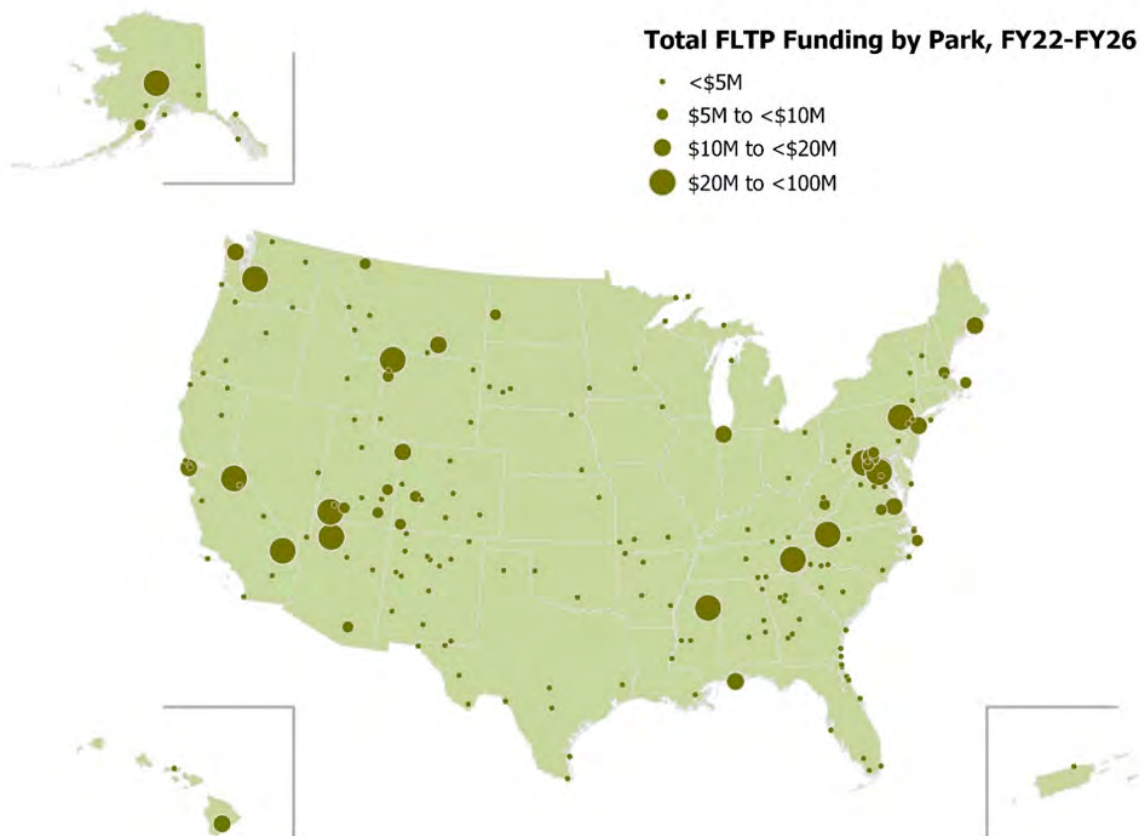 Total FLTP Funding by Park, FY22-FY26
<$5M
$5M to <$10M
$10M to <$20M
$20M to <100M